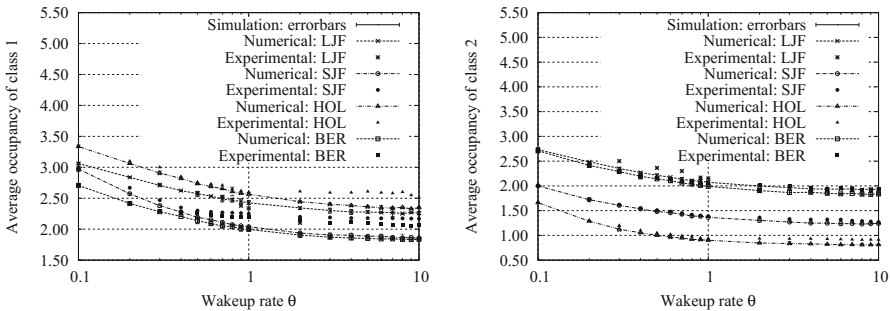 5.50
5.00
4.50
4.00
3.50
3.00
2.50
2.00
1.50
Average occupancy of class 1
Simulation: errorbars
Numerical: LJF
Experimental: LJF
Numerical: SJF
Experimental: SJF
Numerical: HOL
Experimental: HOL
Numerical: BER
Experimental: BER
0.1
1
10
Wakeup rate θ
5.50
5.00
4.50
4.00
3.50
3.00
2.50
2.00
1.50
1.00
0.50
Average occupancy of class 2
Simulation: errorbars
Numerical: LJF
Experimental: LJF
Numerical: SJF
Experimental: SJF
Numerical: HOL
Experimental: HOL
Numerical: BER
Experimental: BER
0.1
1
10
Wakeup rate θ